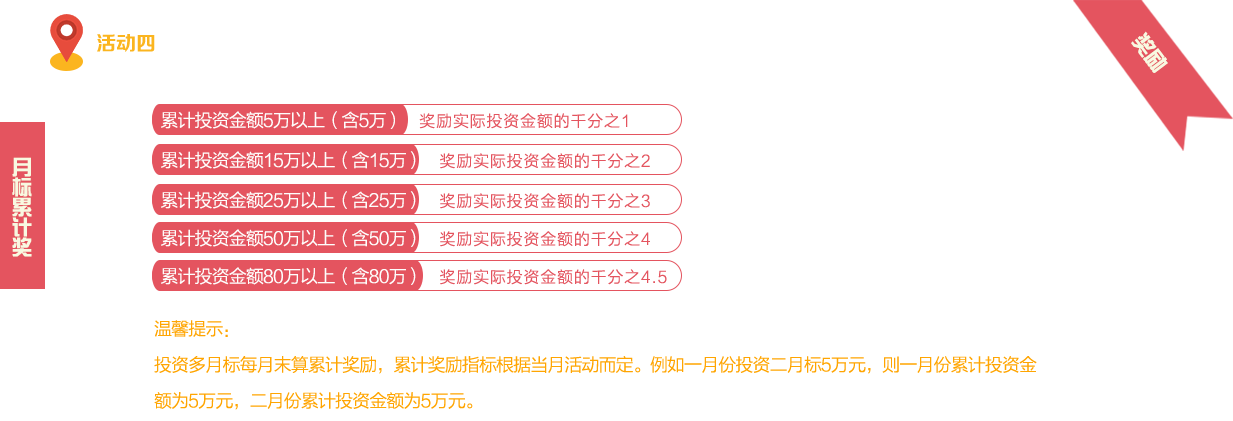 活动四
奖励
月标累计奖
累计投资金额5万以上（含5万） 奖励实际投资金额的千分之1
累计投资金额15万以上（含15万） 奖励实际投资金额的千分之2
累计投资金额25万以上（含25万） 奖励实际投资金额的千分之3
累计投资金额50万以上（含50万） 奖励实际投资金额的千分之4
累计投资金额80万以上（含80万） 奖励实际投资金额的千分之4.5
温馨提示：
投资多月标每月末算累计奖励，累计奖励指标根据当月活动而定。例如一月份投资二月标5万元，则一月份累计投资金
额为5万元，二月份累计投资金额为5万元。